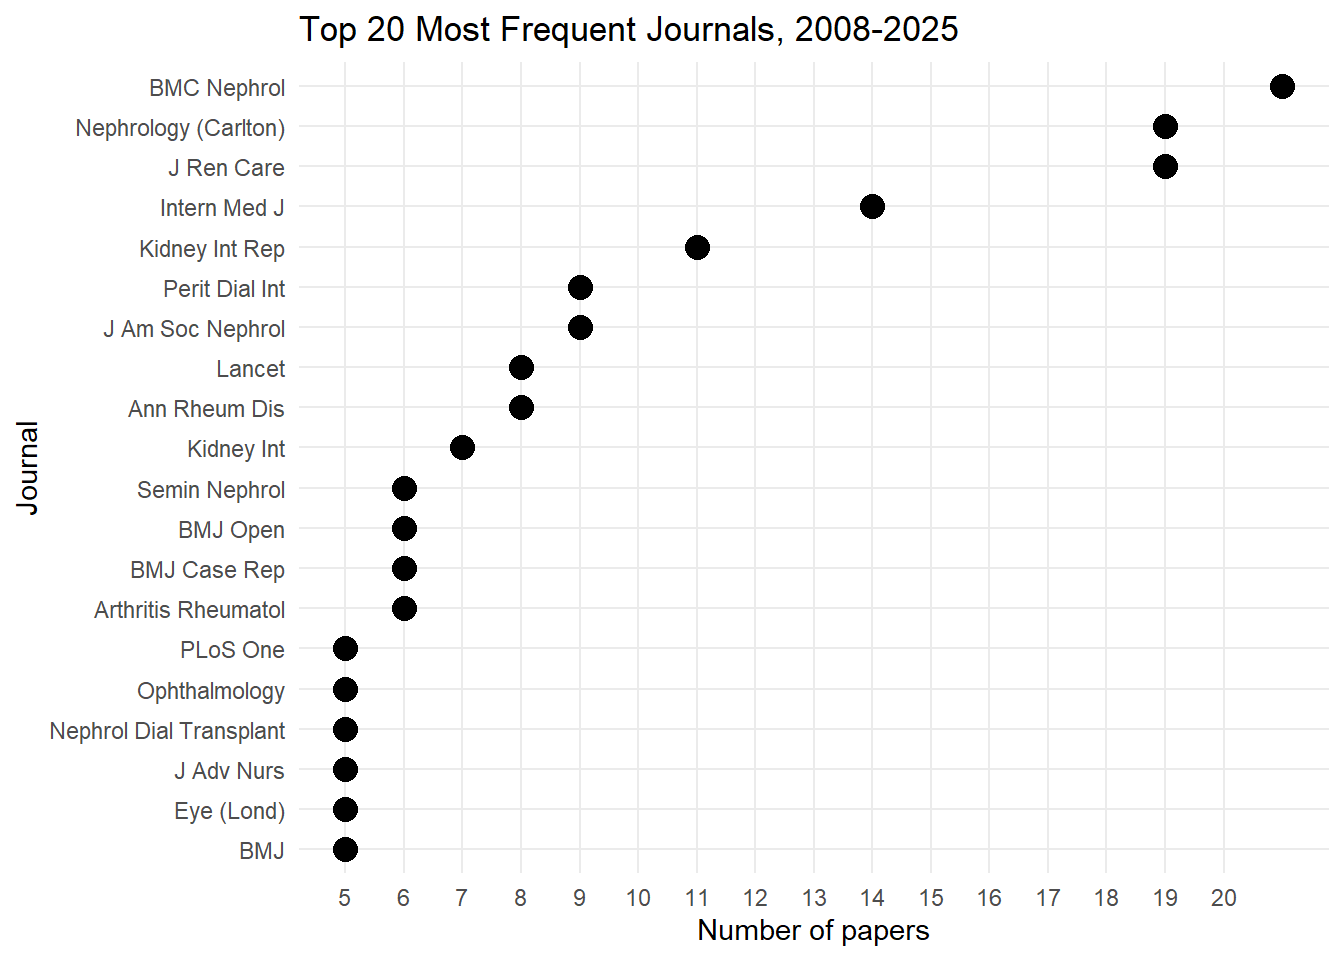 Top 20 Most Frequent Journals, 2008-2025
BMC Nephrol
Nephrology (Carlton)
J Ren Care
Intern Med J
Kidney Int Rep
Perit Dial Int
J Am Soc Nephrol
Lancet
Ann Rheum Dis
Kidney Int
Semin Nephrol
BMJ Open
BMJ Case Rep
Arthritis Rheumatol
PLoS One
Ophthalmology
Nephrol Dial Transplant
J Adv Nurs
Eye (Lond)
BMJ
Journal
5 6 7 8 9 10 11 12 13 14 15 16 17 18 19 20
Number of papers